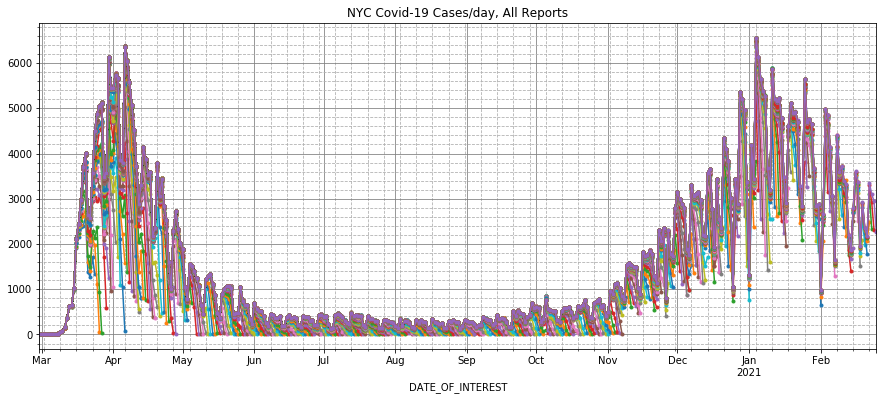 NYC Covid-19 Cases/day, All Reports
6000
5000
4000
3000
2000
1000
0
Mar Apr May Jun Jul Aug Sep Oct Nov Dec Jan Feb
2021
DATE_OF_INTEREST